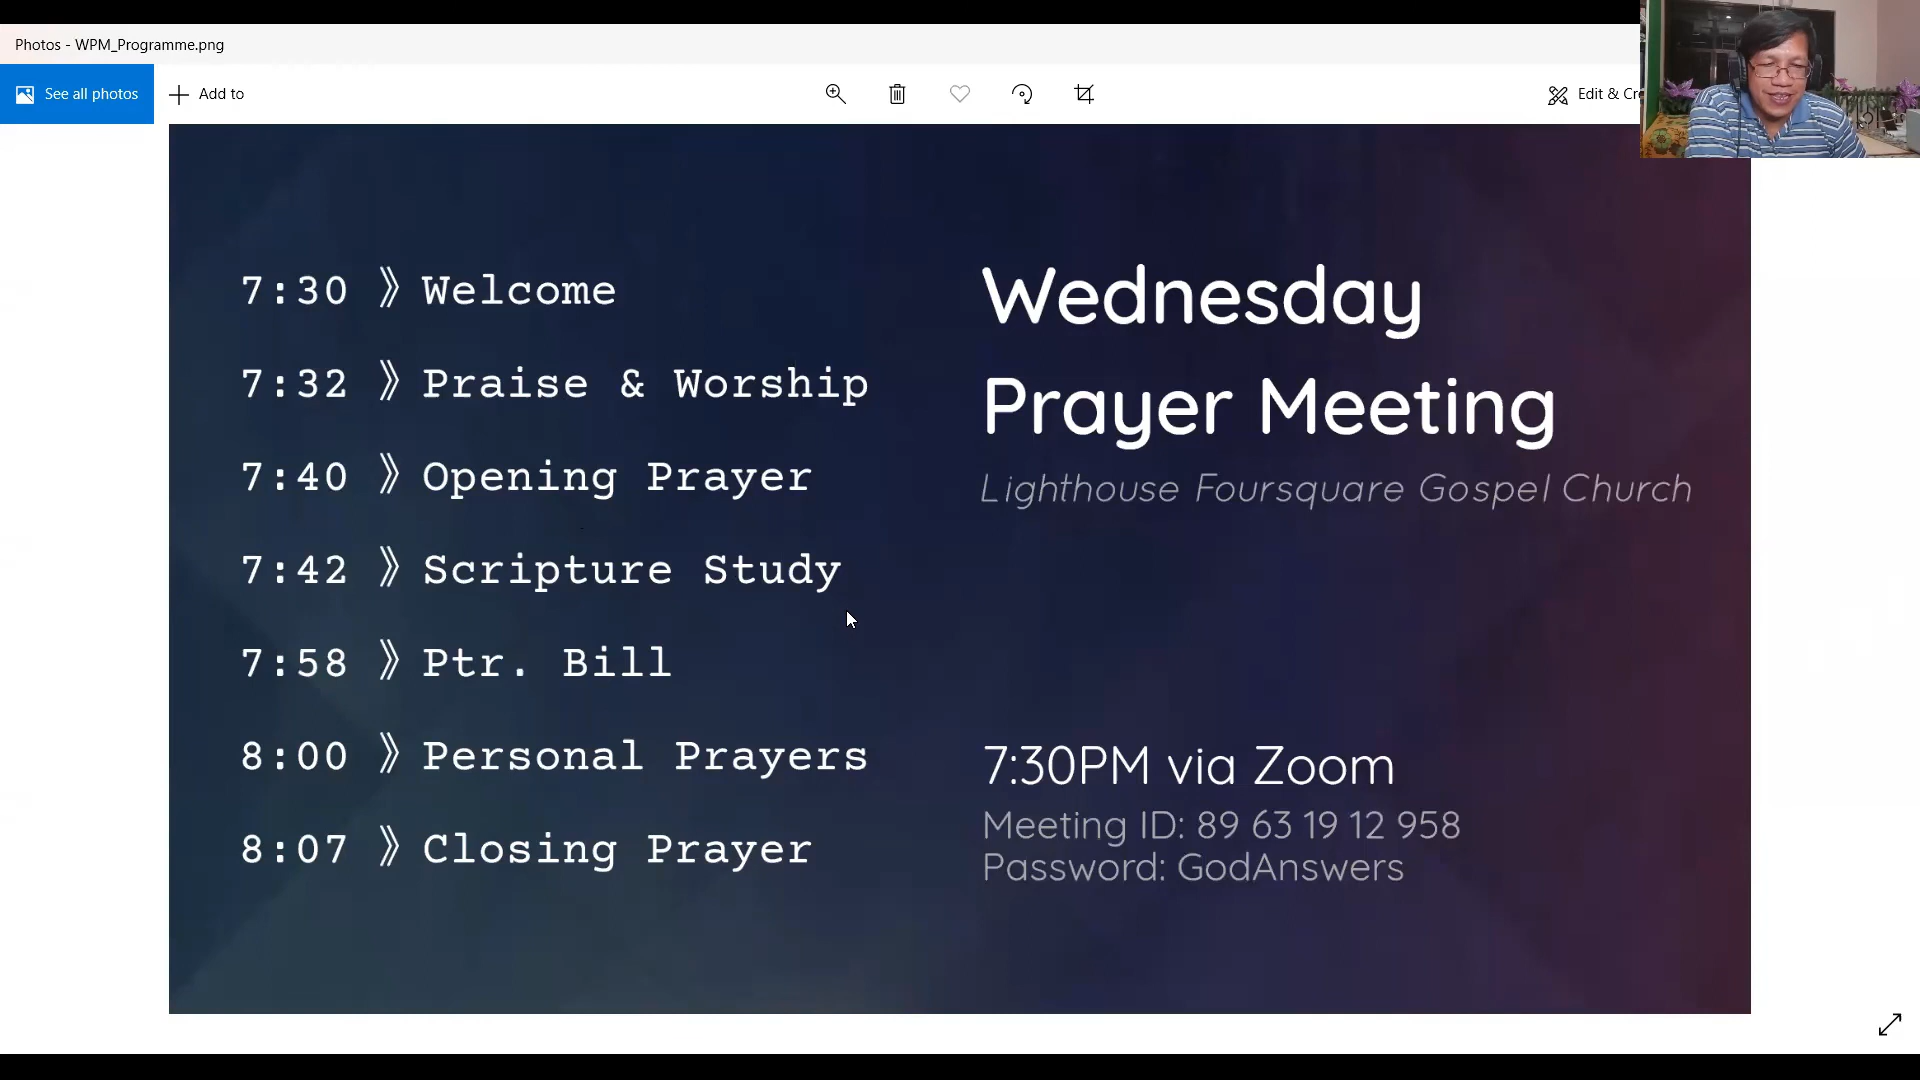 Photos - WPM_Programme.png
See all photos
Add to
Edit &
7:30 》 Welcome
7:32 》 Praise & Worship
7:40 》 Opening Prayer
7:42 》 Scripture Study
7:58 》 Ptr. Bill
8:00 》 Personal Prayers
8:07 》 Closing Prayer
Wednesday
Prayer Meeting
Lighthouse Foursquare Gospel Church
7:30PM via Zoom
Meeting ID: 89 63 19 12 958
Password: GodAnswers